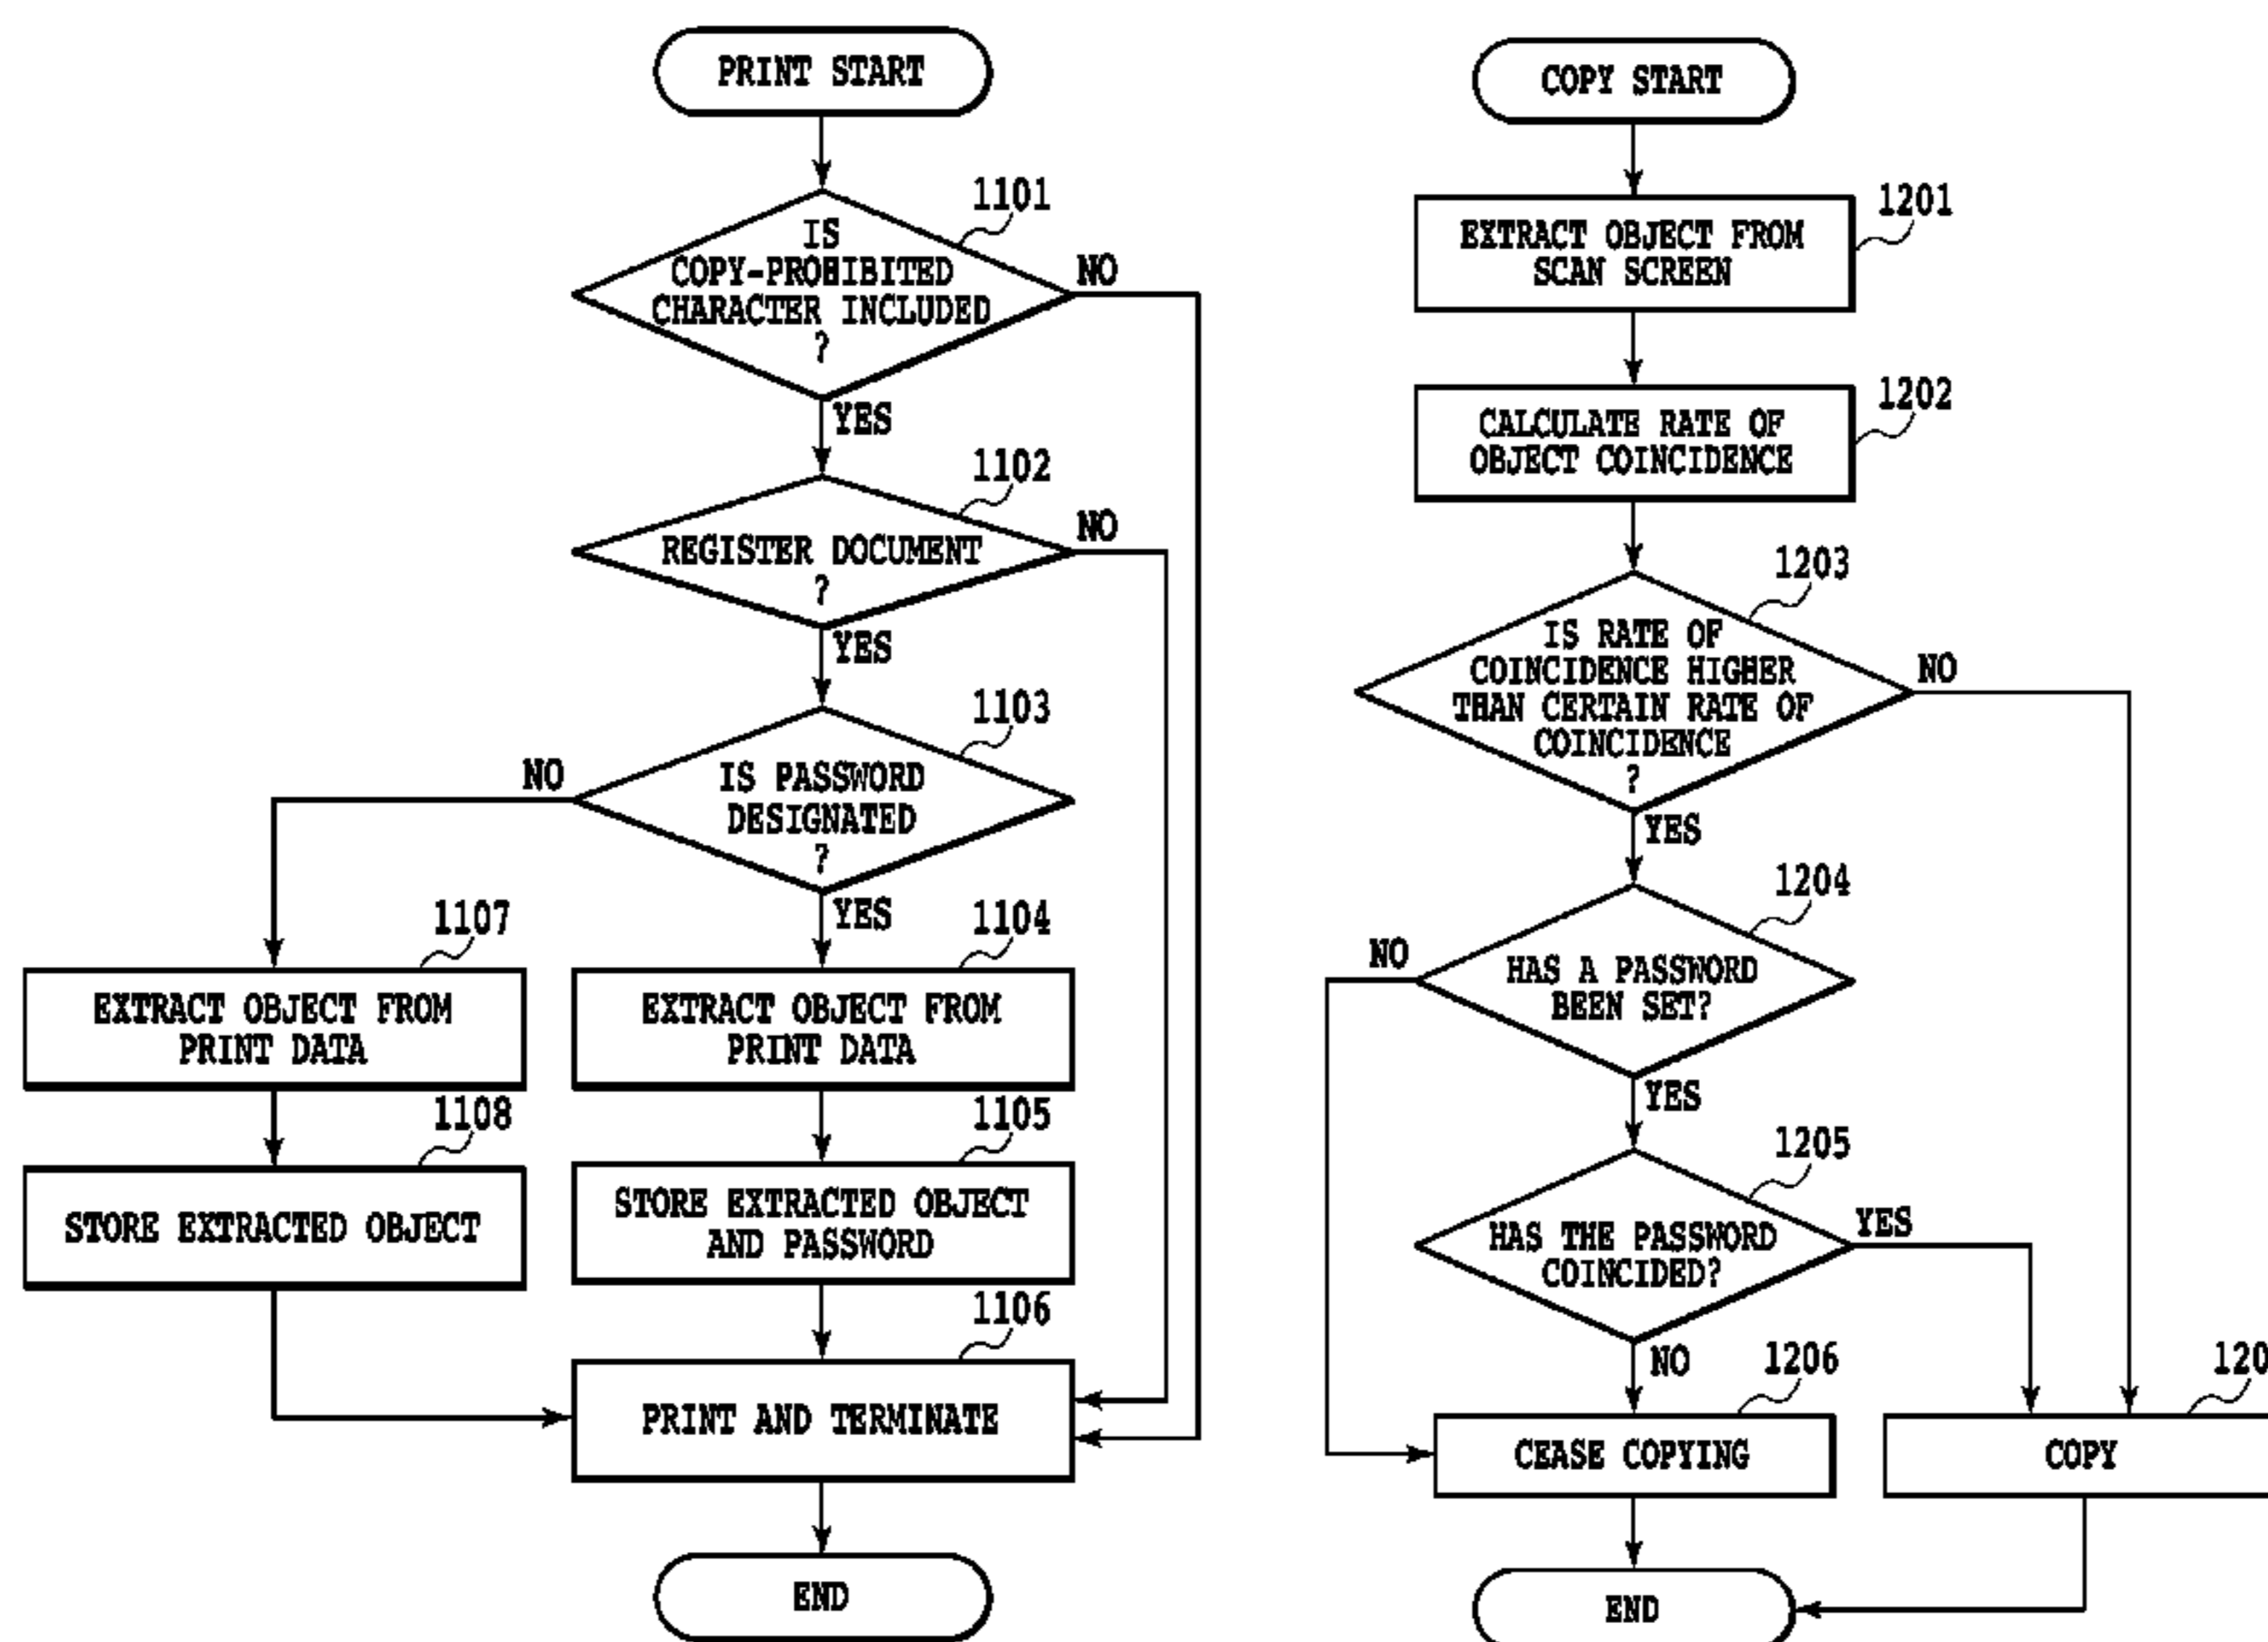 PRINT START
1101
IS
COPY-PROHIBITED
CHARACTER INCLUDED
?
NO
YES
1102
REGISTER DOCUMENT
?
NO
YES
1103
IS PASSWORD
DESIGNATED
?
NO
YES
1107
EXTRACT OBJECT FROM
PRINT DATA
1104
EXTRACT OBJECT FROM
PRINT DATA
1108
STORE EXTRACTED OBJECT
1105
STORE EXTRACTED OBJECT
AND PASSWORD
1106
PRINT AND TERMINATE
END
COPY START
1201
EXTRACT OBJECT FROM
SCAN SCREEN
1202
CALCULATE RATE OF
OBJECT COINCIDENCE
1203
IS RATE OF
COINCIDENCE HIGHER
THAN CERTAIN RATE OF
COINCIDENCE
?
NO
YES
1204
HAS A PASSWORD
BEEN SET?
NO
YES
1205
HAS THE PASSWORD
COINCIDED?
YES
NO
1206
CEASE COPYING
COPY
END